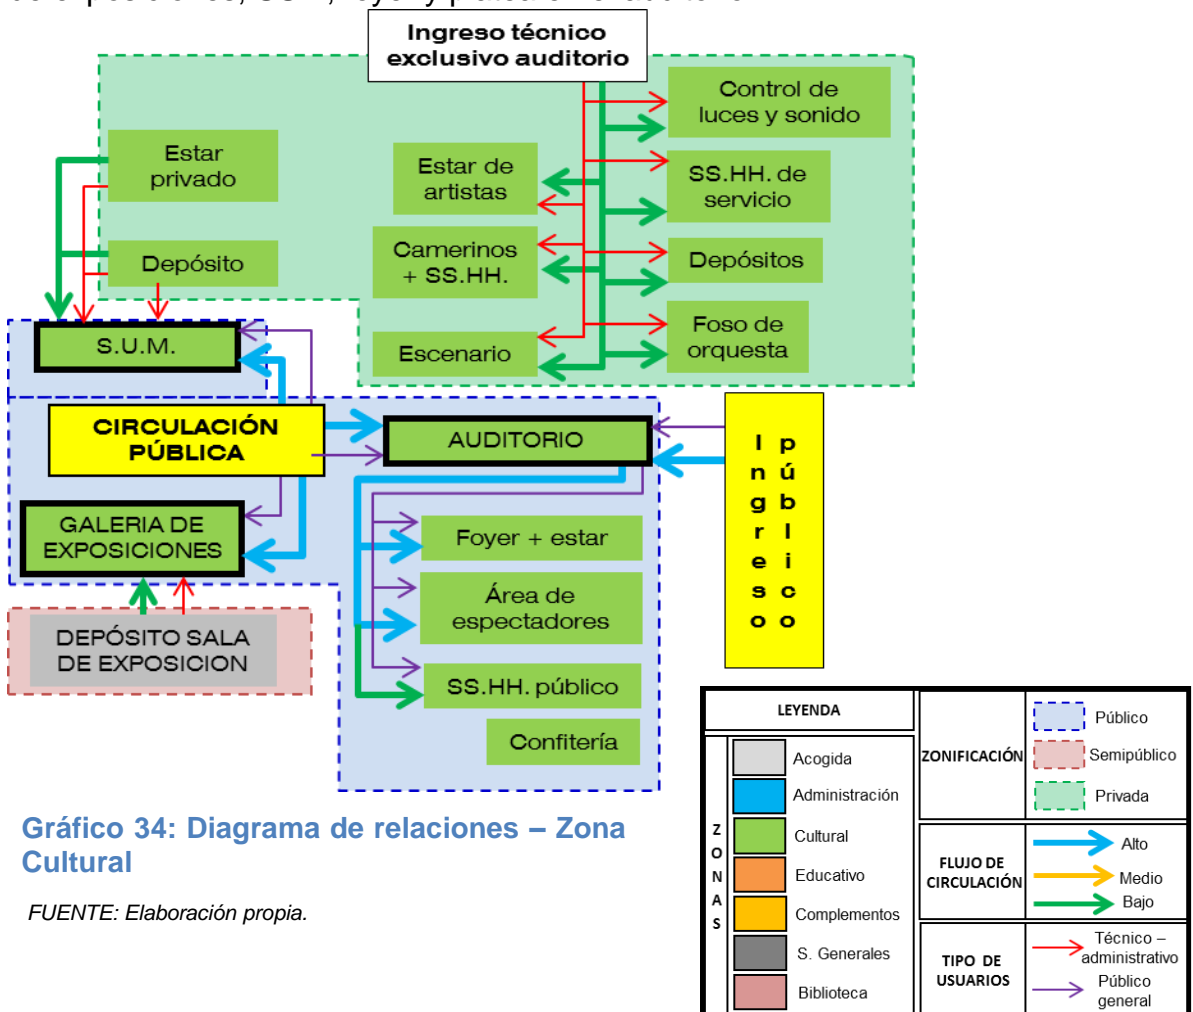 Ingreso técnico
exclusivo auditorio
Control de
luces y sonido
Estar
privado
Estar de
artistas
SS.HH. de
servicio
Depósito
Camerinos
+ SS.HH.
Depósitos
S.U.M.
Escenario
Foso de
orquesta
CIRCULACIÓN
PÚBLICA
AUDITORIO
Ingreso
público
GALERIA DE
EXPOSICIONES
Foyer + estar
Área de
espectadores
DEPÓSITO SALA
DE EXPOSICION
SS.HH. público
Confitería
Gráfico 34: Diagrama de relaciones – Zona
Cultural
FUENTE: Elaboración propia.
LEYENDA
ZONAS
Acogida
Administración
Cultural
Educativo
Complementos
S. Generales
Biblioteca
ZONIFICACIÓN
Público
Semipúblico
Privada
FLUJO DE
CIRCULACIÓN
Alto
Medio
Bajo
TIPO DE
USUARIOS
Técnico –
administrativo
Público
general